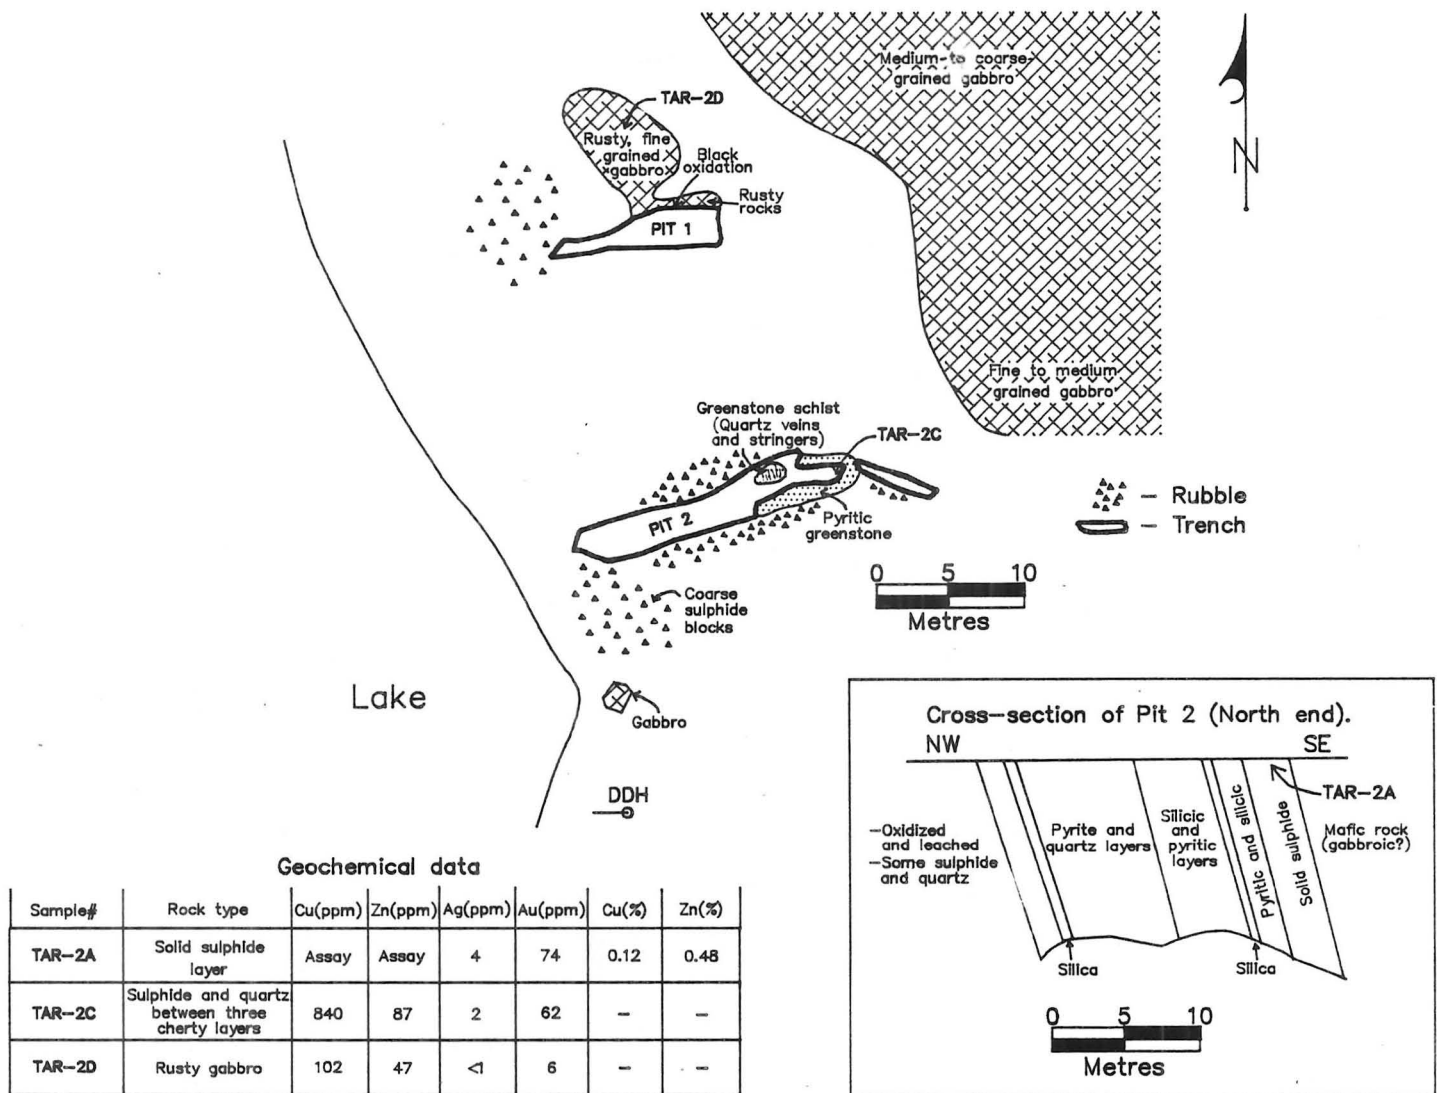 Medium-to coarse-
grained gabbro
TAR-2D
Rusty, fine
grained
gabbro
Black
oxidation
Rusty
rocks
PIT 1
N
Fine to medium
grained gabbro
Greenstone schist
(Quartz veins
and stringers)
TAR-2C
PIT 2
Pyritic
greenstone
- Rubble
- Trench
0 5 10
Metres
Coarse
sulphide
blocks
Lake
Gabbro
DDH
Cross-section of Pit 2 (North end).
NW SE
TAR-2A
-Oxidized
and leached
-Some sulphide
and quartz
Pyrite and
quartz layers
Silicic
and
pyritic
layers
Pyritic and silicic
Solid sulphide
Mafic rock
(gabbroic?)
Silica
Silica
0 5 10
Metres
Geochemical data
Sample# Rock type Cu(ppm) Zn(ppm) Ag(ppm) Au(ppm) Cu(%) Zn(%)
TAR-2A Solid sulphide layer Assay Assay 4 74 0.12 0.48
TAR-2C Sulphide and quartz between three cherty layers 840 87 2 62 - -
TAR-2D Rusty gabbro 102 47 <1 6 - -